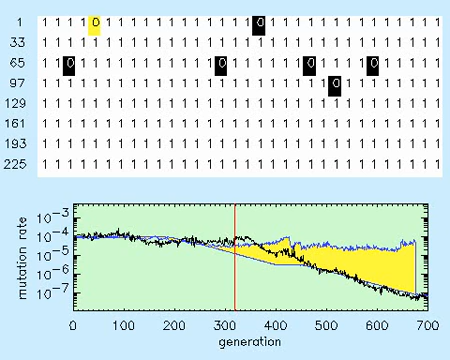 1 1 1 1 1 0 1 1 1 1 1 1 1 1 1 1 1 1 0 1 1 1 1 1 1 1 1 1 1 1 1 1 1
33 1 1 1 1 1 1 1 1 1 1 1 1 1 1 1 1 1 1 1 1 1 1 1 1 1 1 1 1 1 1 1 1
65 1 1 0 1 1 1 1 1 1 1 1 1 1 1 0 1 1 1 1 1 1 0 1 1 1 1 0 1 1 1 1 1
97 1 1 1 1 1 1 1 1 1 1 1 1 1 1 1 1 1 1 1 1 1 1 1 0 1 1 1 1 1 1 1 1
129 1 1 1 1 1 1 1 1 1 1 1 1 1 1 1 1 1 1 1 1 1 1 1 1 1 1 1 1 1 1 1 1
161 1 1 1 1 1 1 1 1 1 1 1 1 1 1 1 1 1 1 1 1 1 1 1 1 1 1 1 1 1 1 1 1
193 1 1 1 1 1 1 1 1 1 1 1 1 1 1 1 1 1 1 1 1 1 1 1 1 1 1 1 1 1 1 1 1
225 1 1 1 1 1 1 1 1 1 1 1 1 1 1 1 1 1 1 1 1 1 1 1 1 1 1 1 1 1 1 1 1
mutation rate
10⁻³
10⁻⁴
10⁻⁵
10⁻⁶
10⁻⁷
0 100 200 300 400 500 600 700
generation